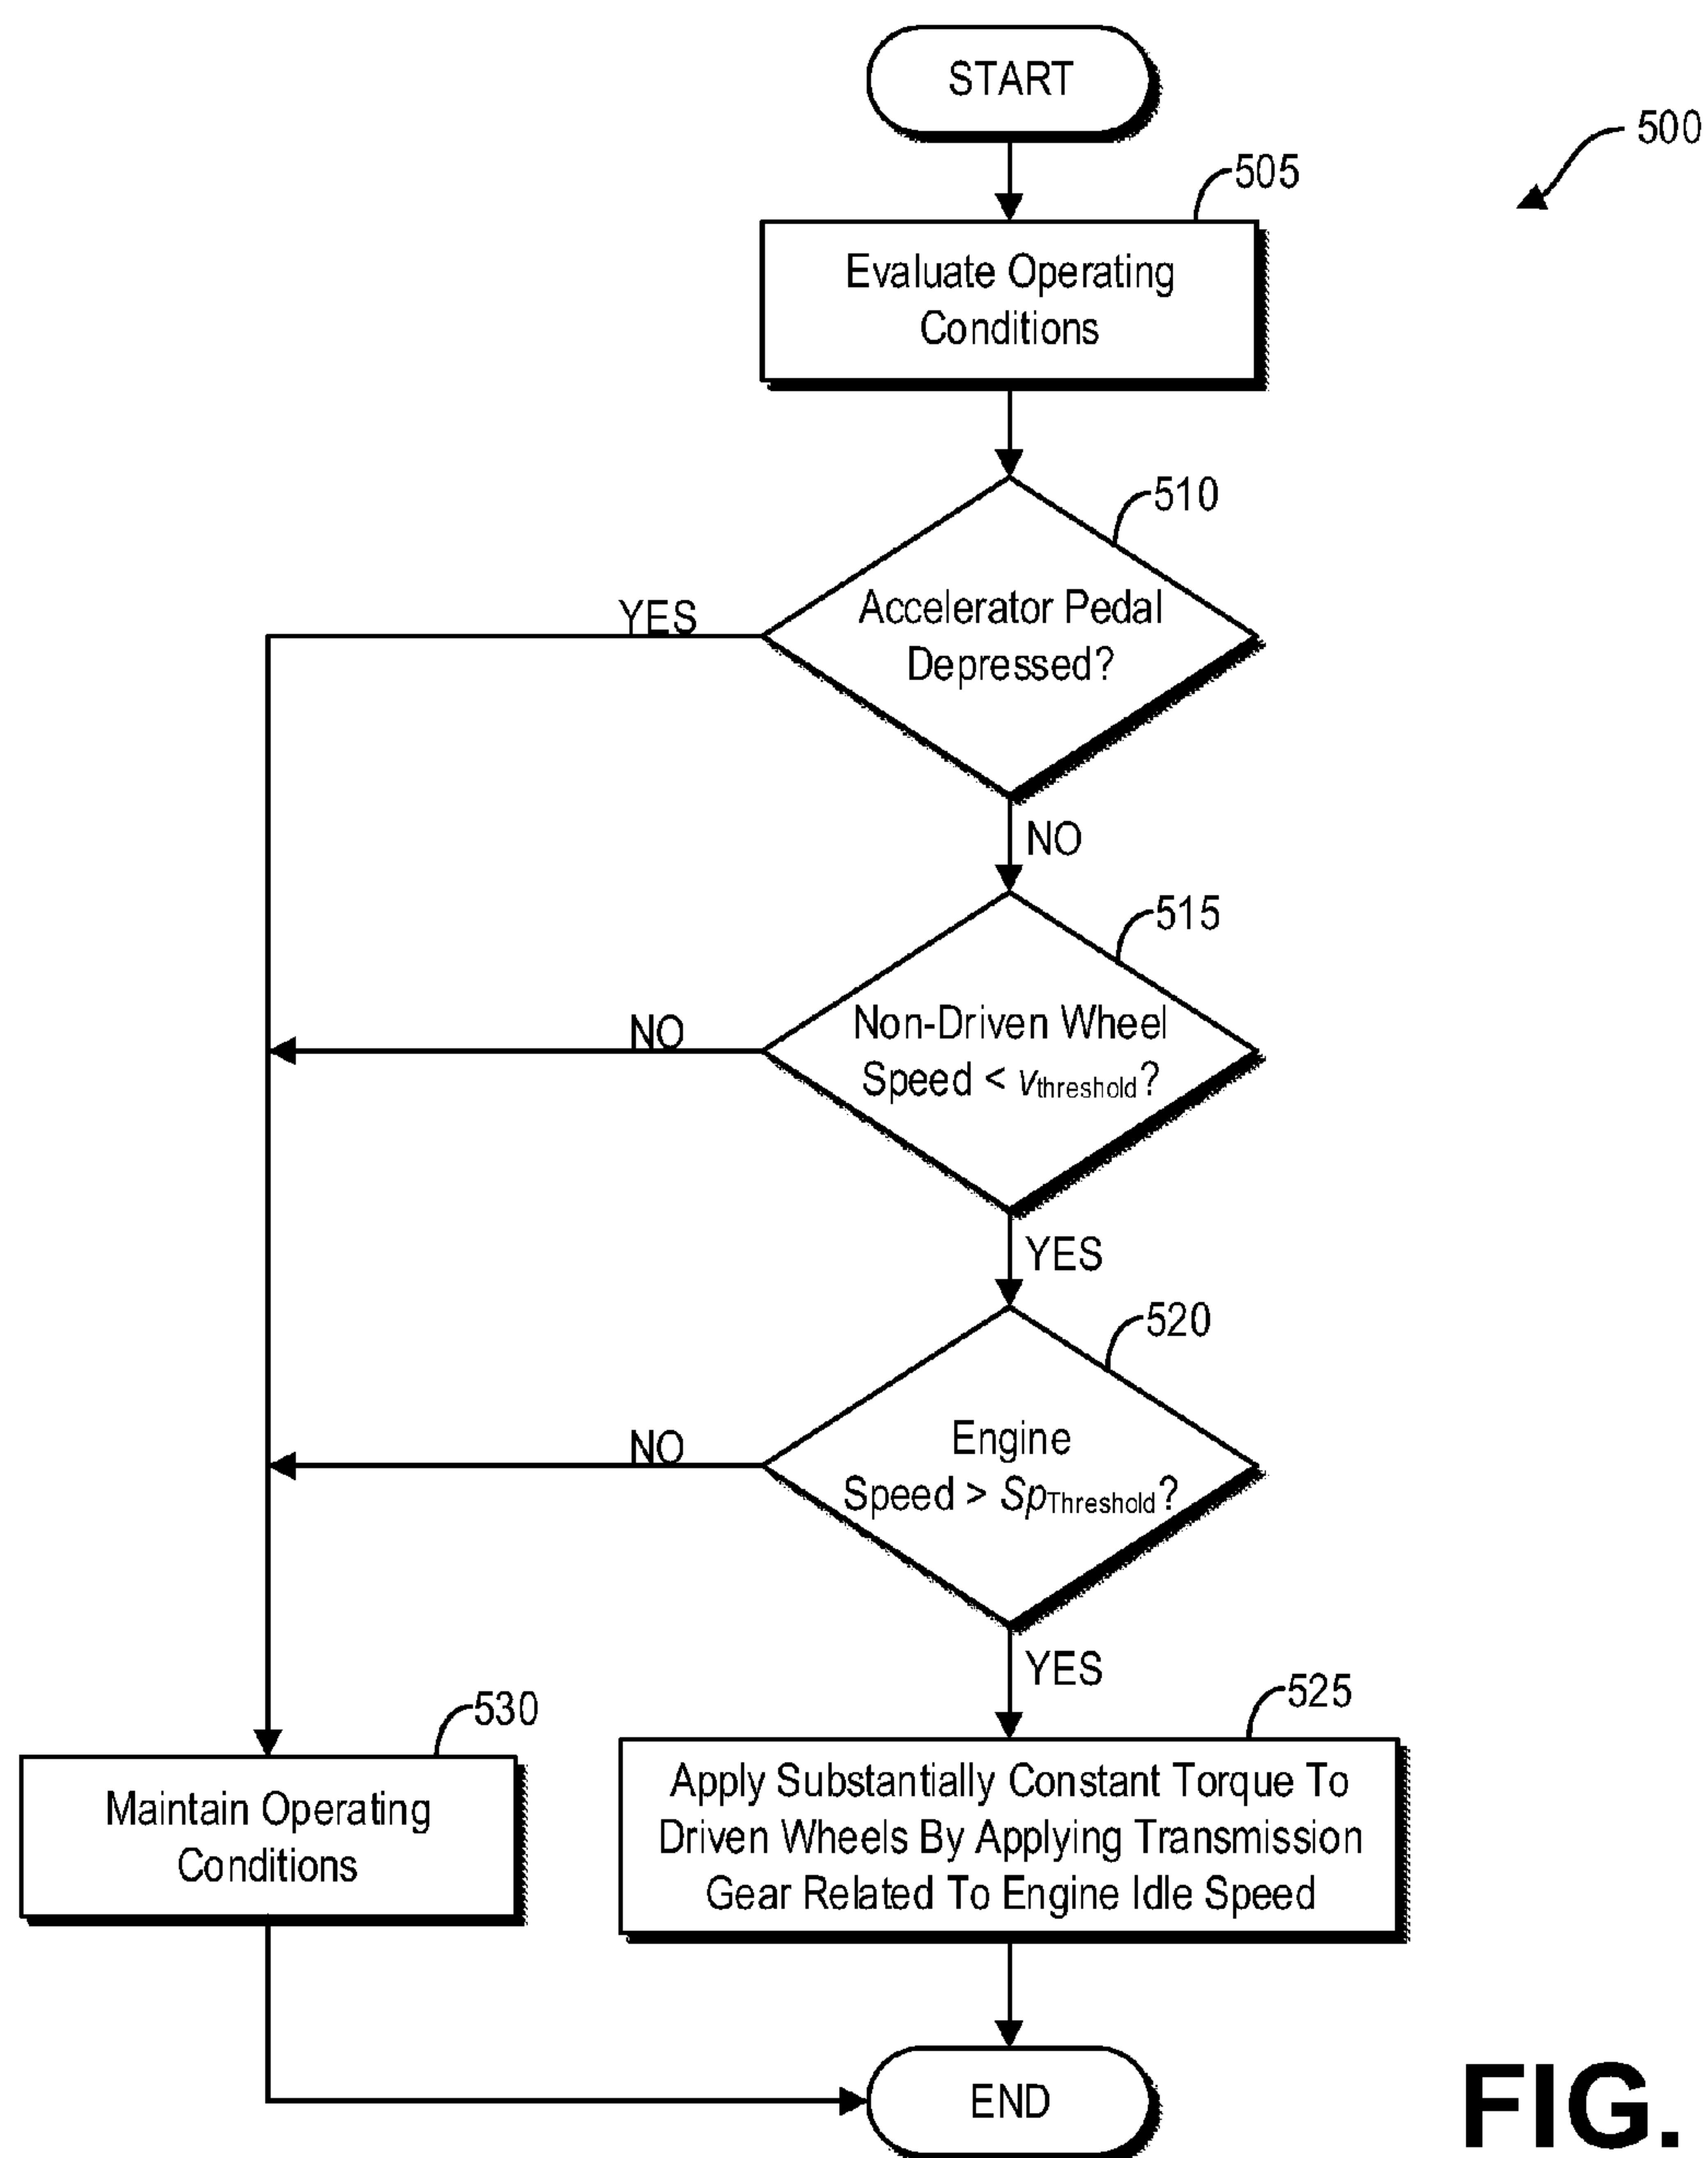 START
500
505
Evaluate Operating
Conditions
510
YES
Accelerator Pedal
Depressed?
NO
515
NO
Non-Driven Wheel
Speed < vthreshold?
YES
520
NO
Engine
Speed > SpThreshold?
YES
525
530
Apply Substantially Constant Torque To
Driven Wheels By Applying Transmission
Gear Related To Engine Idle Speed
Maintain Operating
Conditions
END
FIG.